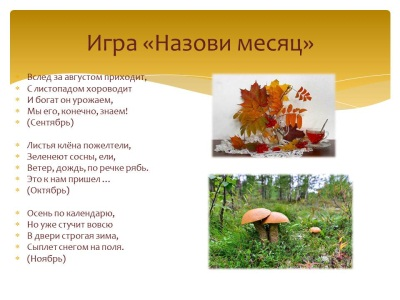 Игра «Назови месяц»
Вслед за августом приходит,
С листопадом хороводит
И богат он урожаем,
Мы его, конечно, знаем!
(Сентябрь)
Листья клёна пожелтели,
Зеленеют сосны, ели,
Ветер, дождь, по речке рябь.
Это к нам пришел ...
(Октябрь)
Осень по календарю,
Но уже стучит вовсю
В двери строгая зима,
Сыплет снегом на поля.
(Ноябрь)